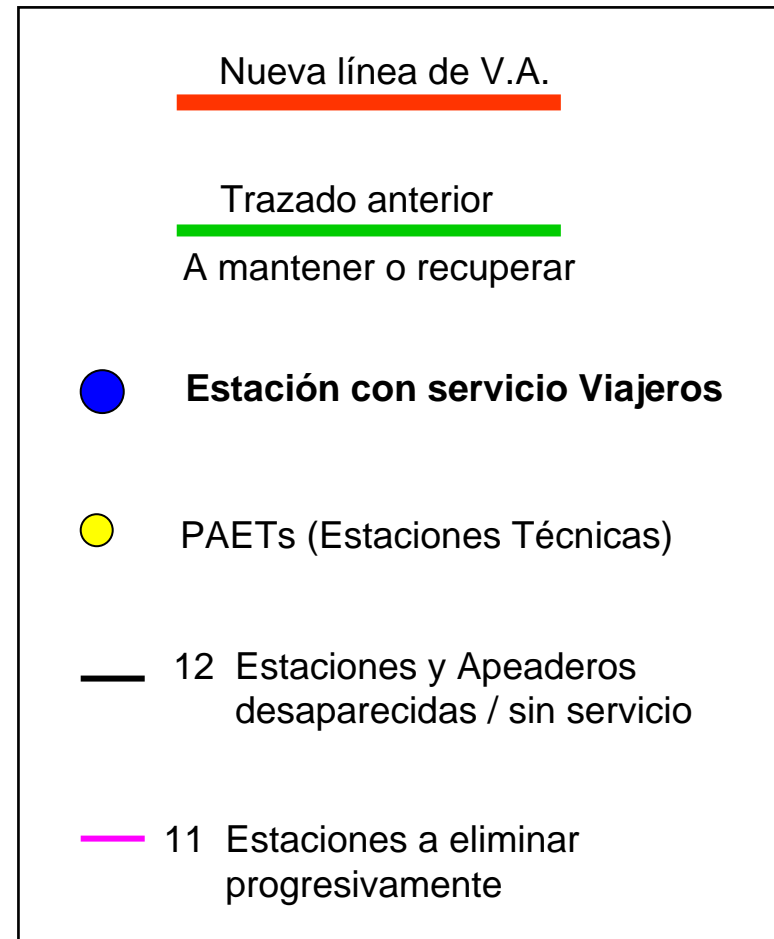 Nueva línea de V.A.
Trazado anterior
A mantener o recuperar
Estación con servicio Viajeros
PAETs (Estaciones Técnicas)
12 Estaciones y Apeaderos
desaparecidas / sin servicio
11 Estaciones a eliminar
progresivamente